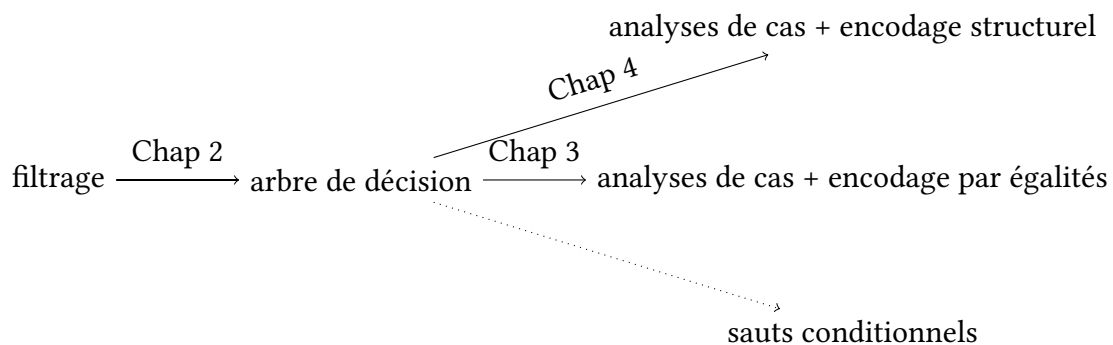 analyses de cas + encodage structurel
Chap 4
Chap 2
Chap 3
filtrage
arbre de décision
analyses de cas + encodage par égalités
sauts conditionnels